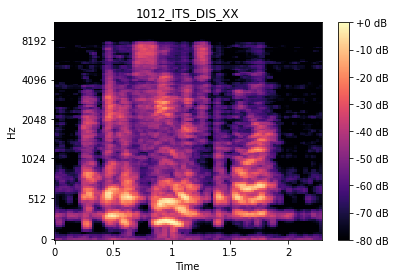 1012_ITS_DIS_XX
+0 dB
8192
-10 dB
4096
-20 dB
-30 dB
2048
-40 dB
Hz
1024
-50 dB
512
-60 dB
-70 dB
0
-80 dB
0 0.5 1 1.5 2
Time